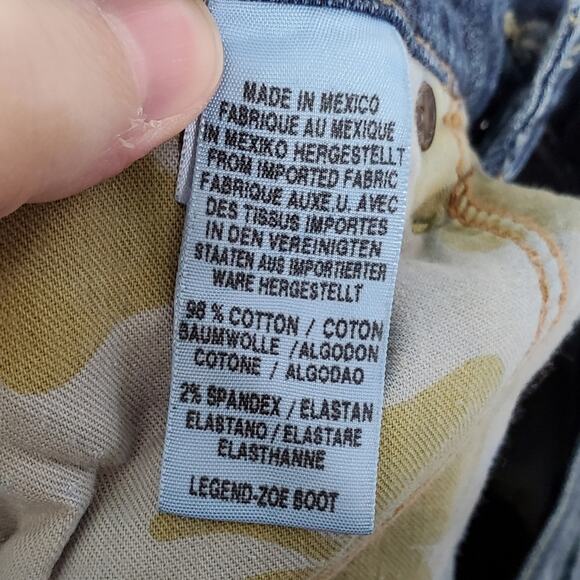 MADE IN MEXICO
FABRIQUE AU MEXIQUE
IN MEXIKO HERGESTELLT
FROM IMPORTED FABRIC
FABRIQUE AUXE.U. AVEC
DES TISSUS IMPORTES
IN DEN VEREINIGTEN
STAATEN AUS IMPORTIERTER
WARE HERGESTELLT
98 % COTTON / COTON
BAUMWOLLE / ALGODON
COTONE / ALGODAO
2% SPANDEX / ELASTAN
ELASTANO / ELASTARE
ELASTHANNE
LEGEND-ZOE BOOT